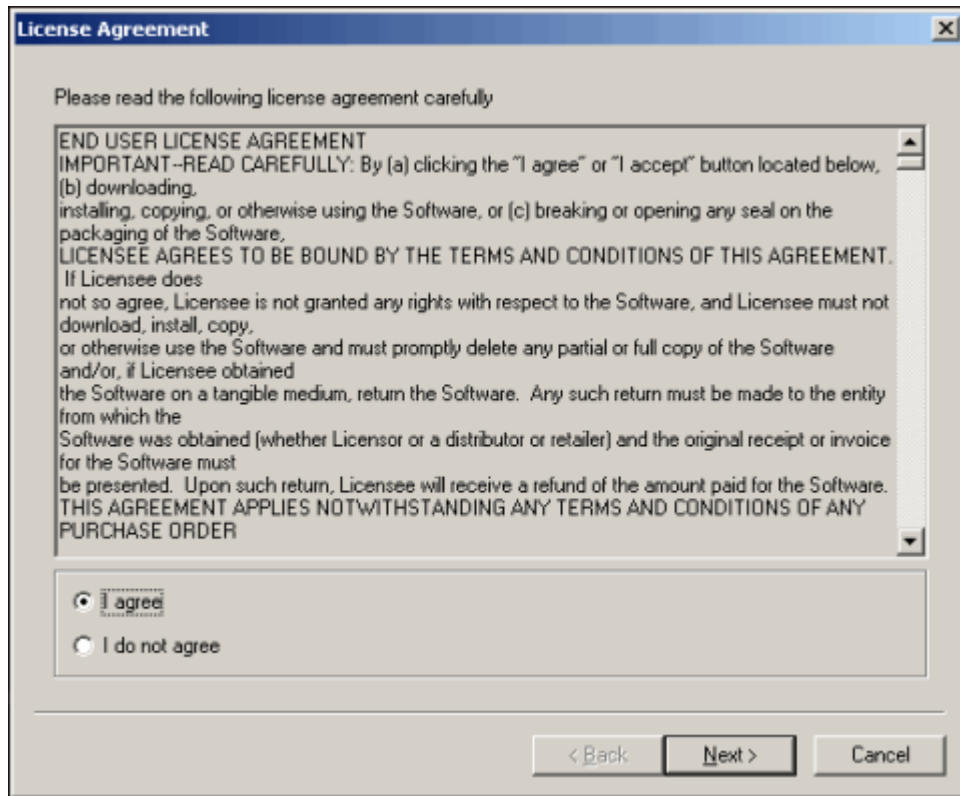 License Agreement
Please read the following license agreement carefully
END USER LICENSE AGREEMENT
IMPORTANT--READ CAREFULLY: By (a) clicking the "I agree" or "I accept" button located below,
(b) downloading,
installing, copying, or otherwise using the Software, or (c) breaking or opening any seal on the
packaging of the Software,
LICENSEE AGREES TO BE BOUND BY THE TERMS AND CONDITIONS OF THIS AGREEMENT.
If Licensee does
not so agree, Licensee is not granted any rights with respect to the Software, and Licensee must not
download, install, copy,
or otherwise use the Software and must promptly delete any partial or full copy of the Software
and/or, if Licensee obtained
the Software on a tangible medium, return the Software.  Any such return must be made to the entity
from which the
Software was obtained (whether Licensor or a distributor or retailer) and the original receipt or invoice
for the Software must
be presented.  Upon such return, Licensee will receive a refund of the amount paid for the Software.
THIS AGREEMENT APPLIES NOTWITHSTANDING ANY TERMS AND CONDITIONS OF ANY
PURCHASE ORDER
I agree
I do not agree
< Back
Next >
Cancel